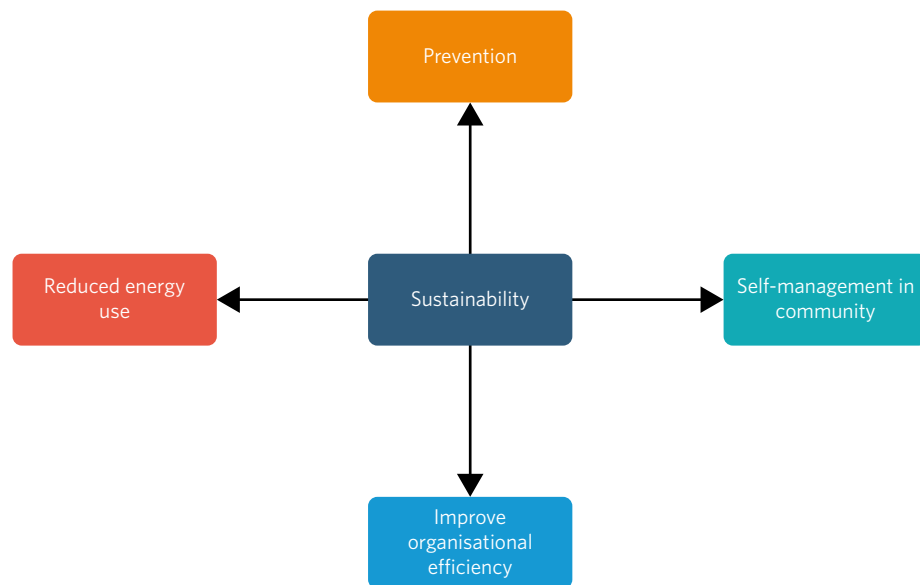 Prevention
Reduced energy
use
Sustainability
Self-management in
community
Improve
organisational
efficiency